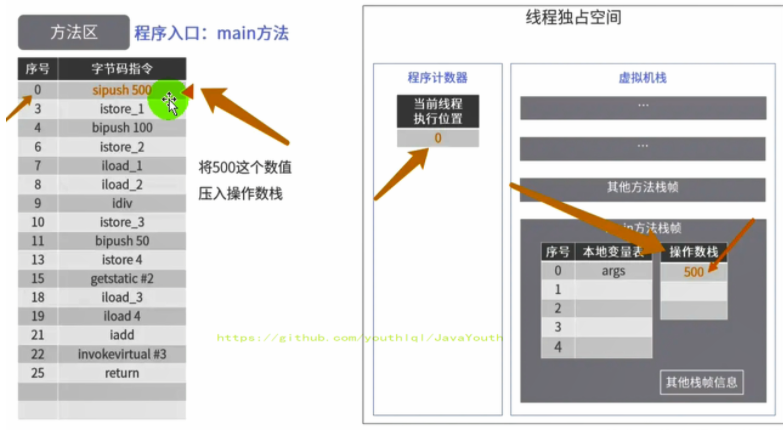 方法区
程序入口：main方法
序号 字节码指令
0 sipush 500
3 istore_1
4 bipush 100
6 istore_2
7 iload_1
8 iload_2
9 idiv
10 istore_3
11 bipush 50
13 istore 4
15 getstatic #2
18 iload_3
19 iload 4
21 iadd
22 invokevirtual #3
25 return
将500这个数值
压入操作数栈
线程独占空间
程序计数器
当前线程
执行位置
0
虚拟机栈
...
...
其他方法栈帧
in方法栈帧
序号 本地变量表
0 args
1
2
3
4
操作数栈
500
其他栈帧信息
https://github.com/youthlql/JavaYouth